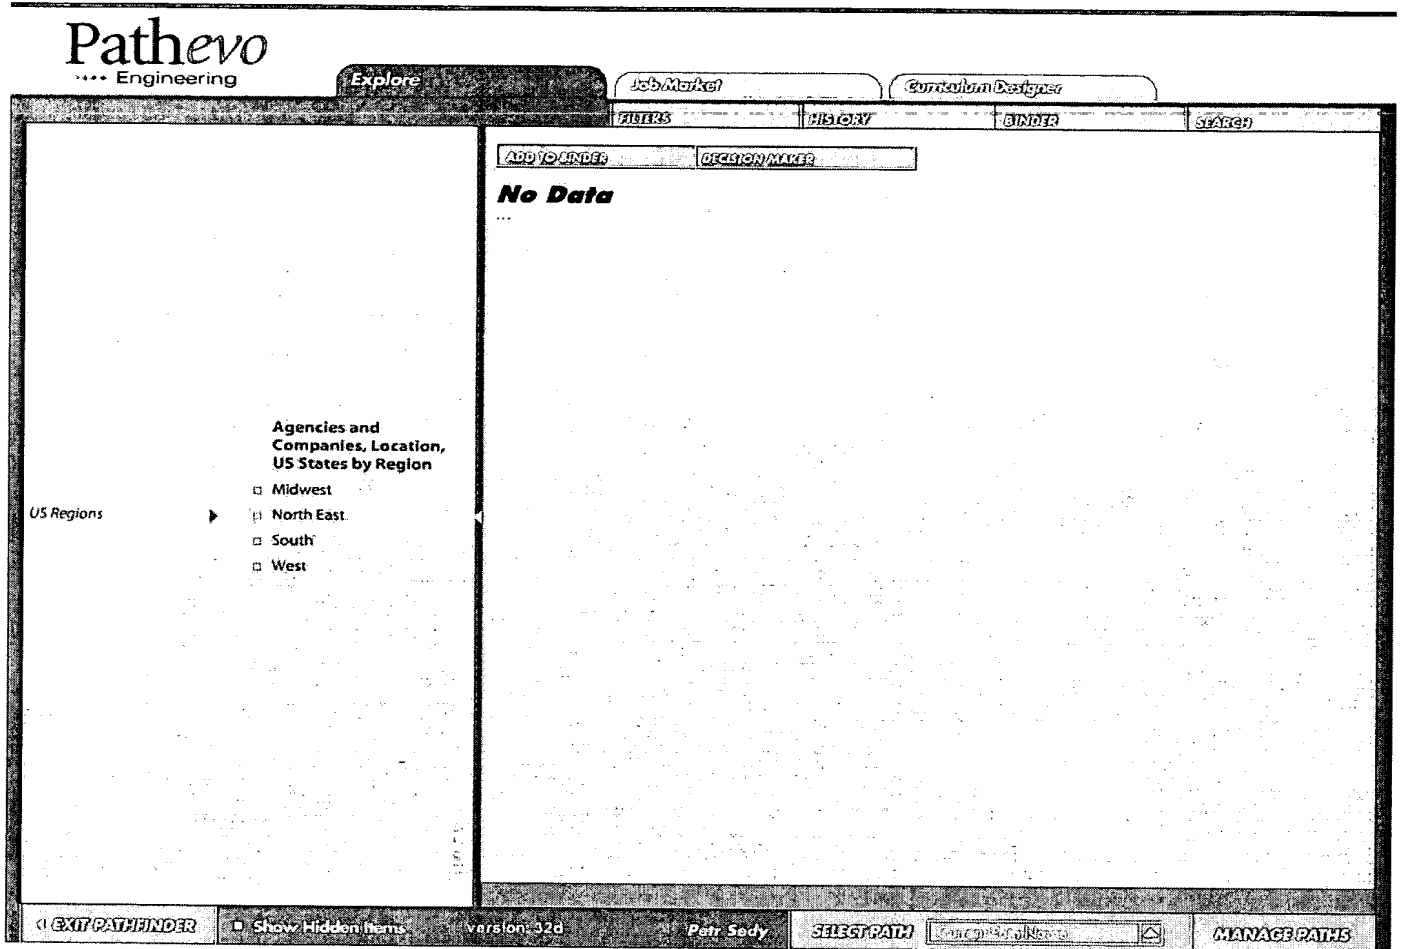 Pathevo
Engineering
Explore
Job Market
Curriculum Designer
FILTERS
HISTORY
BINDER
SEARCH
ADD TO BINDER
DECISION MAKER
No Data
...
Agencies and
Companies, Location,
US States by Region
Midwest
US Regions
North East
South
West
EXIT PATHFINDER
Show Hidden Items
version: 32d
Petr Sedy
SELECT PATH
MANAGE PATHS